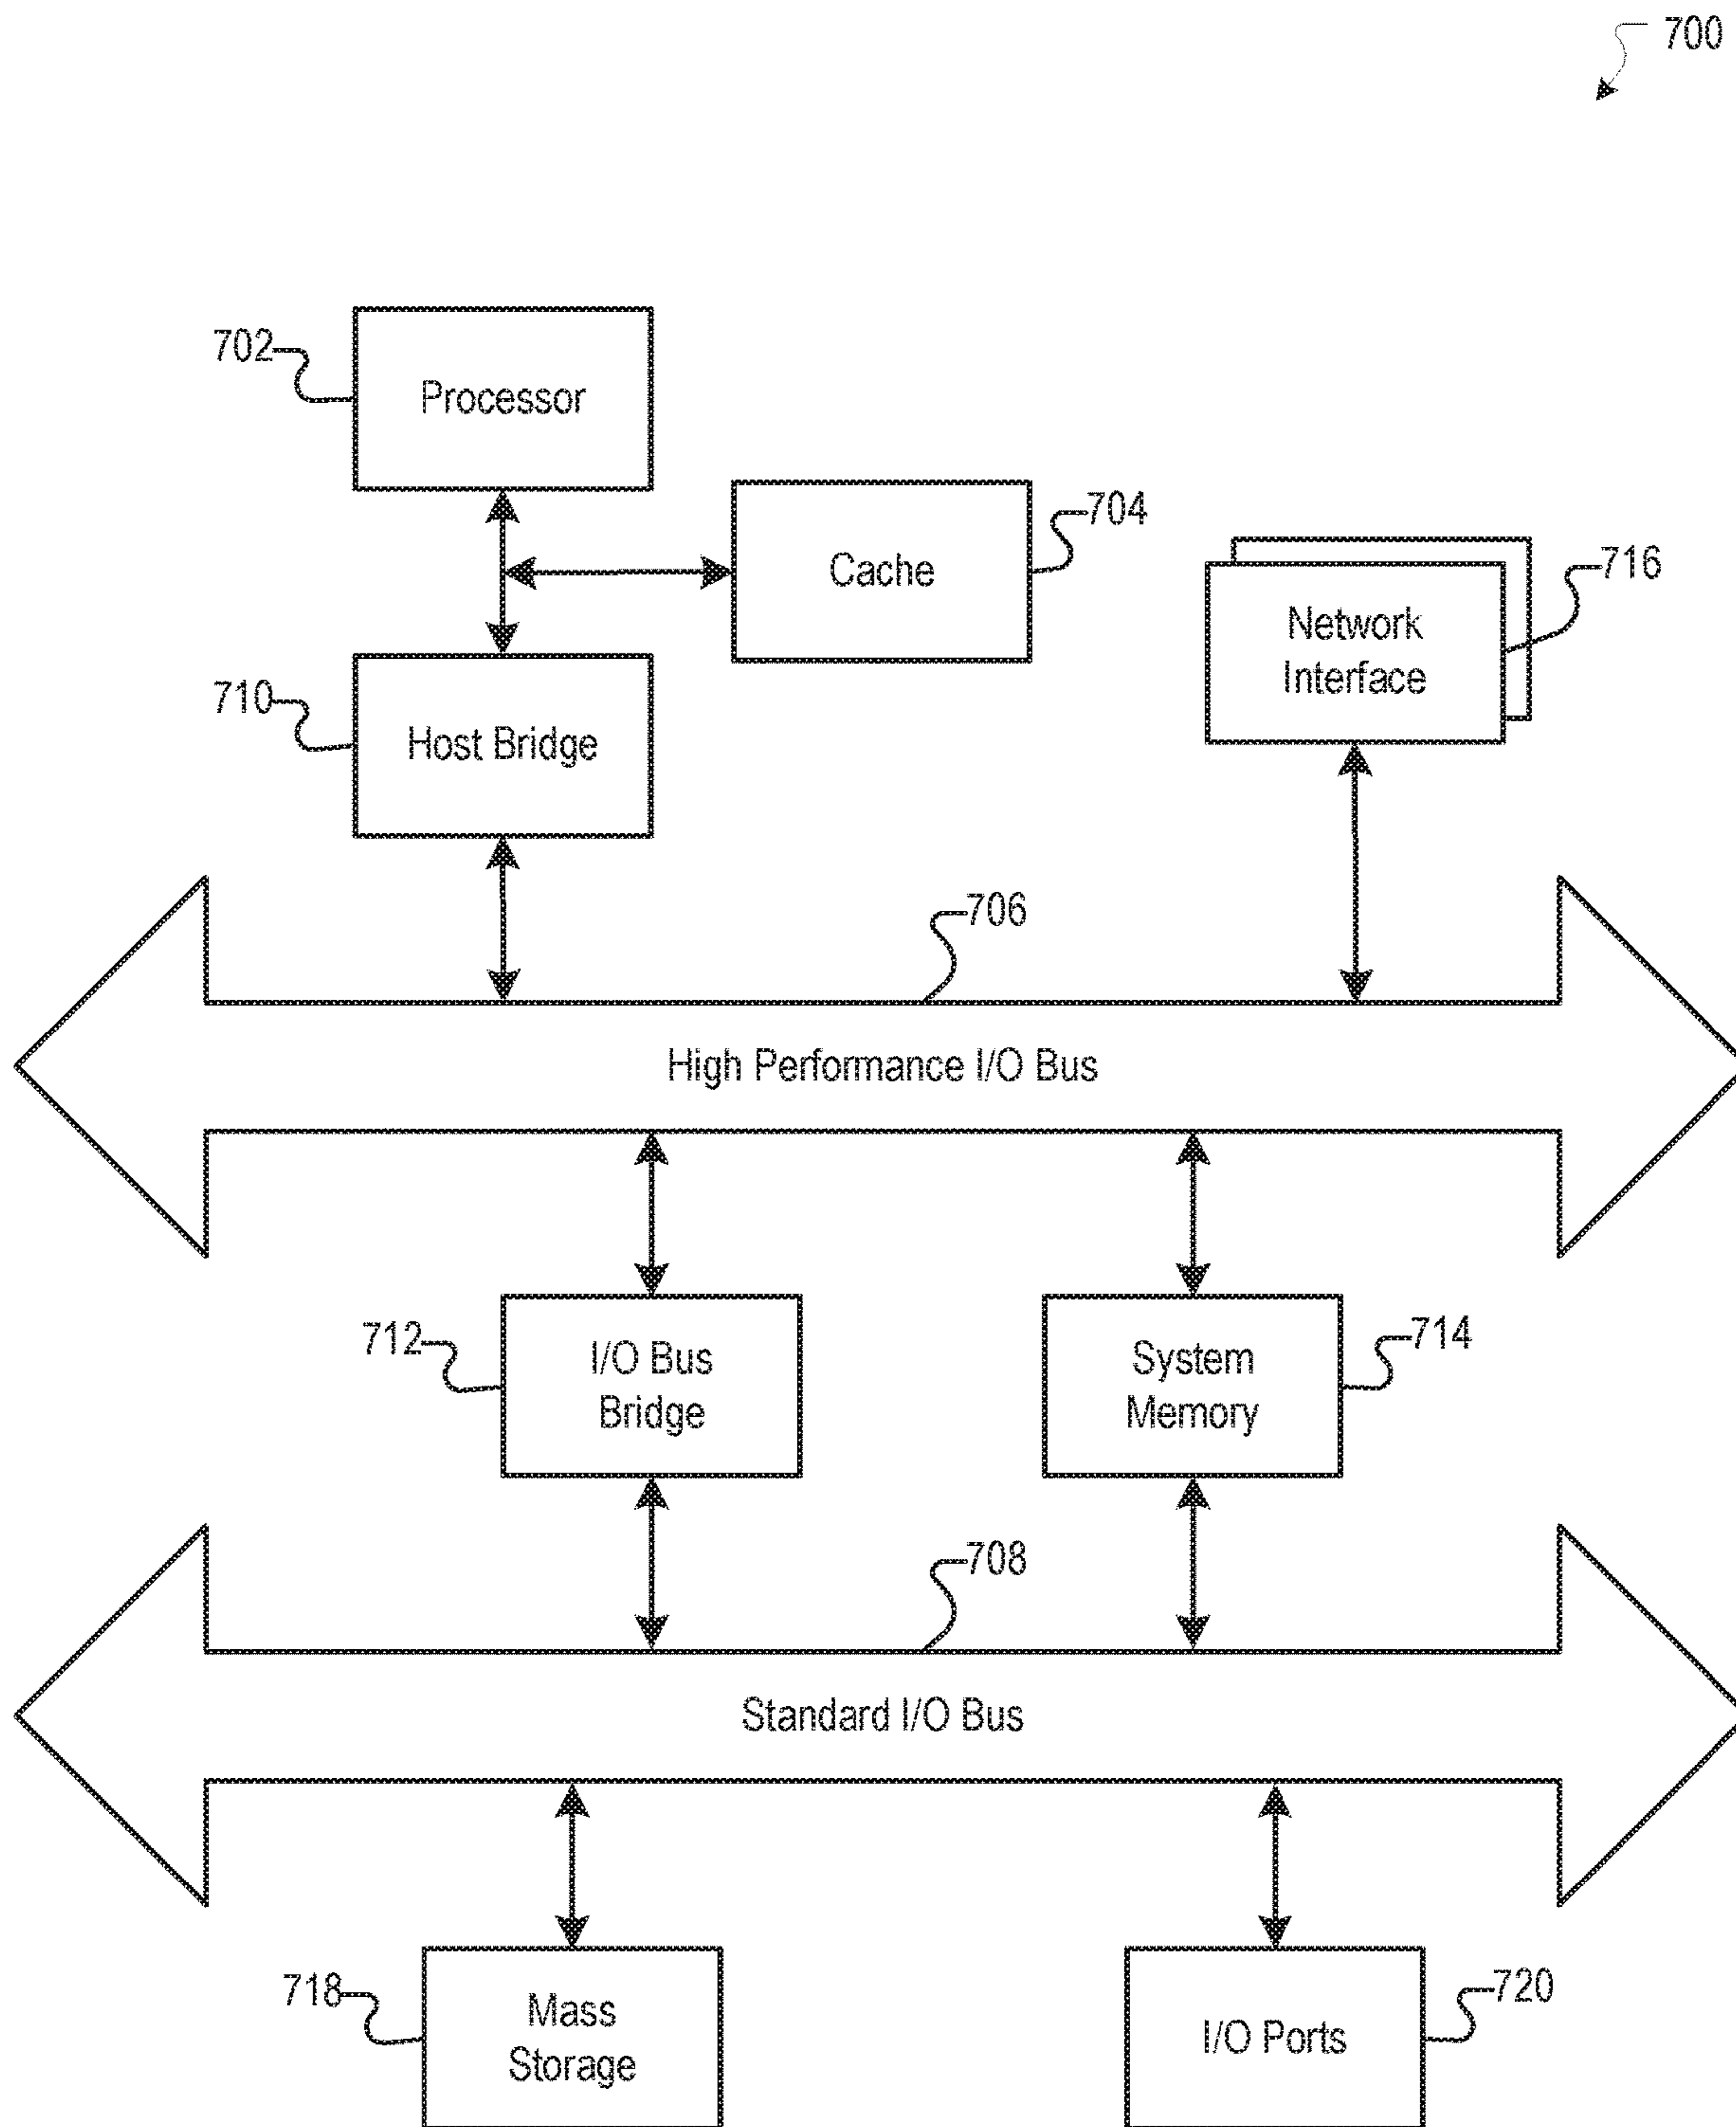 700
702
Processor
704
Cache
716
Network
Interface
710
Host Bridge
706
High Performance I/O Bus
712
I/O Bus
Bridge
714
System
Memory
708
Standard I/O Bus
718
Mass
Storage
720
I/O Ports